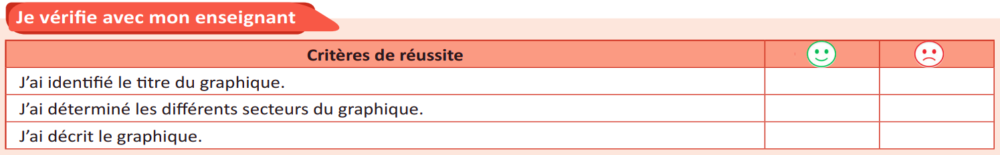 Je vérifie avec mon enseignant
Critères de réussite
J’ai identifié le titre du graphique.
J’ai déterminé les différents secteurs du graphique.
J’ai décrit le graphique.